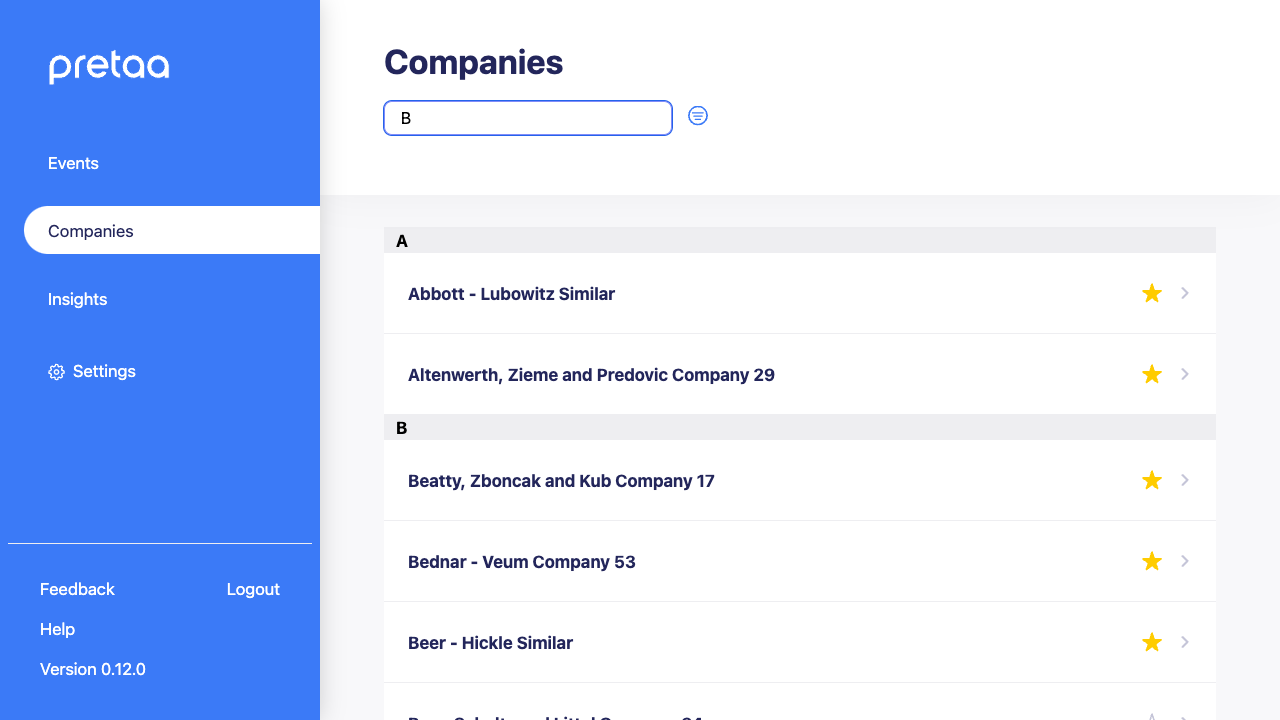 pretaa
Events
Companies
Insights
Settings
Feedback
Logout
Help
Version 0.12.0
Companies
B
A
Abbott - Lubowitz Similar
Altenwerth, Zieme and Predovic Company 29
B
Beatty, Zboncak and Kub Company 17
Bednar - Veum Company 53
Beer - Hickle Similar